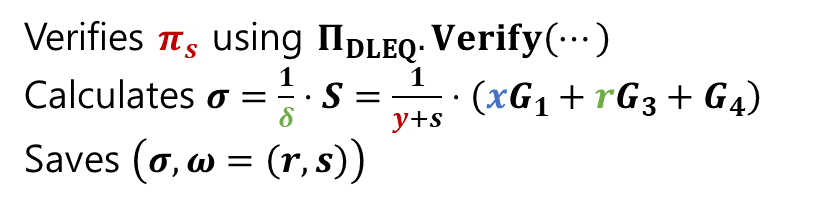 Verifies π_s using Π_DLEQ.Verify(⋯)
Calculates σ = 1/δ · S = 1/(y+s) · (xG_1 + rG_3 + G_4)
Saves (σ, ω = (r, s))